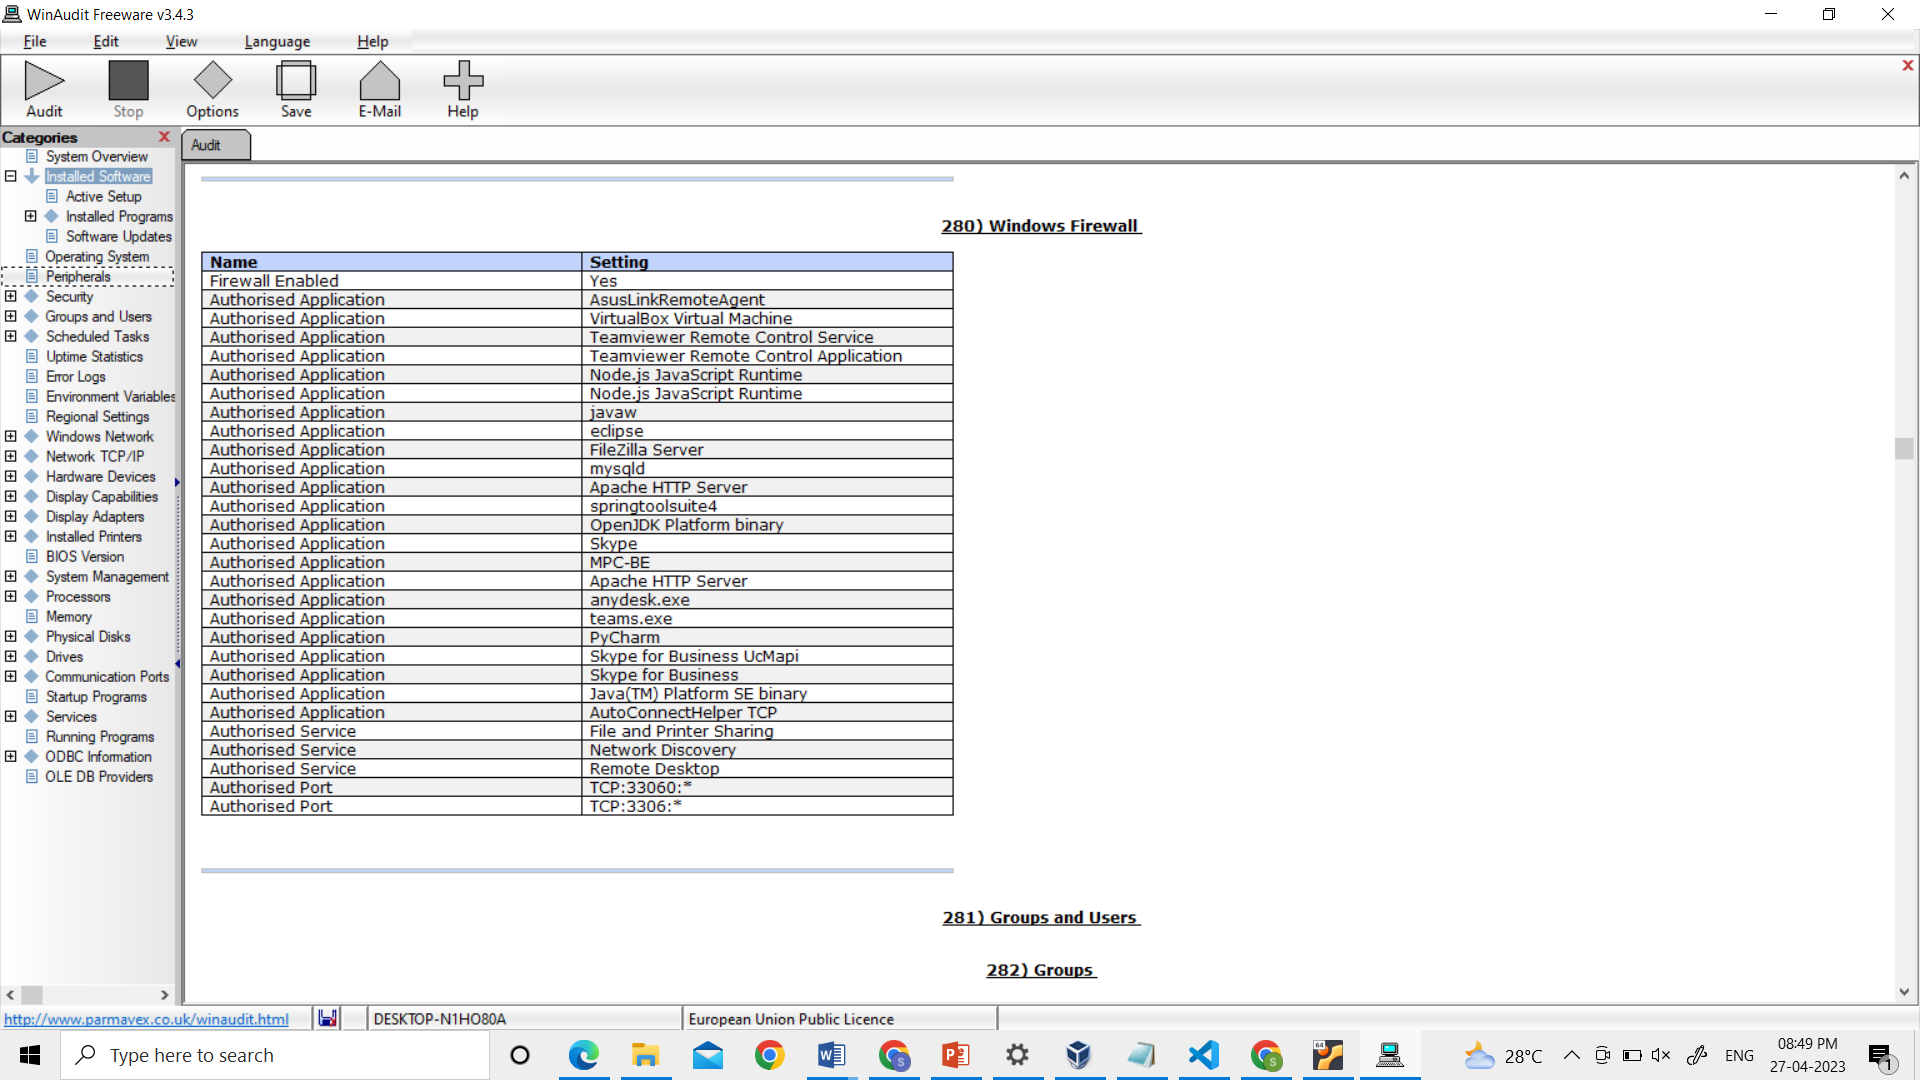 WinAudit Freeware v3.4.3
File Edit View Language Help
Audit Stop Options Save E-Mail Help
Categories
System Overview
Installed Software
Active Setup
Installed Programs
Software Updates
Operating System
Peripherals
Security
Groups and Users
Scheduled Tasks
Uptime Statistics
Error Logs
Environment Variables
Regional Settings
Windows Network
Network TCP/IP
Hardware Devices
Display Capabilities
Display Adapters
Installed Printers
BIOS Version
System Management
Processors
Memory
Physical Disks
Drives
Communication Ports
Startup Programs
Services
Running Programs
ODBC Information
OLE DB Providers
Audit
280) Windows Firewall
Name Setting
Firewall Enabled Yes
Authorised Application AsusLinkRemoteAgent
Authorised Application VirtualBox Virtual Machine
Authorised Application Teamviewer Remote Control Service
Authorised Application Teamviewer Remote Control Application
Authorised Application Node.js JavaScript Runtime
Authorised Application Node.js JavaScript Runtime
Authorised Application javaw
Authorised Application eclipse
Authorised Application FileZilla Server
Authorised Application mysqld
Authorised Application Apache HTTP Server
Authorised Application springtoolsuite4
Authorised Application OpenJDK Platform binary
Authorised Application Skype
Authorised Application MPC-BE
Authorised Application Apache HTTP Server
Authorised Application anydesk.exe
Authorised Application teams.exe
Authorised Application PyCharm
Authorised Application Skype for Business UcMapi
Authorised Application Skype for Business
Authorised Application Java(TM) Platform SE binary
Authorised Application AutoConnectHelper TCP
Authorised Service File and Printer Sharing
Authorised Service Network Discovery
Authorised Service Remote Desktop
Authorised Port TCP:33060:*
Authorised Port TCP:3306:*
281) Groups and Users
282) Groups
http://www.parmavex.co.uk/winaudit.html DESKTOP-N1HO80A European Union Public Licence
Type here to search
28°C ENG
08:49 PM
27-04-2023
1